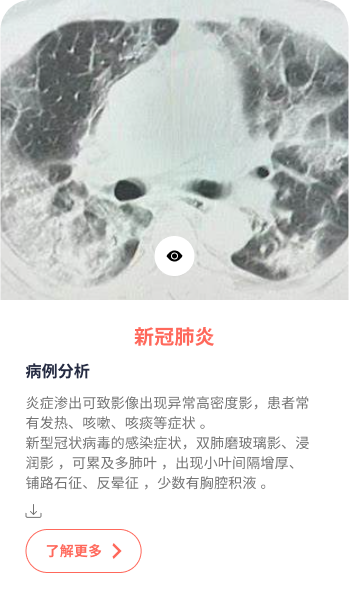 新冠肺炎
病例分析
炎症渗出可致影像出现异常高密度影，患者常
有发热、咳嗽、咳痰等症状 。
新型冠状病毒的感染症状，双肺磨玻璃影、浸
润影 ，可累及多肺叶 ，出现小叶间隔增厚、
铺路石征、反晕征 ，少数有胸腔积液 。
了解更多